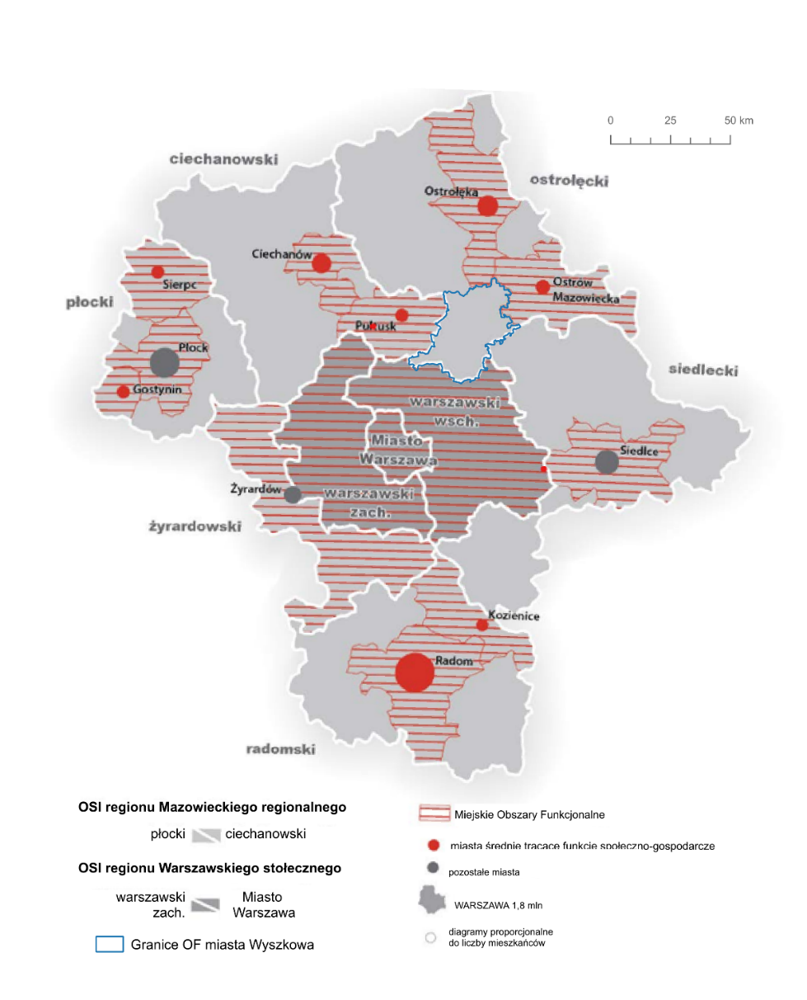 0 25 50 km
ciechanowski
ostrołęcki
Ostrołęka
Ciechanów
Sierpc
Ostrów
Mazowiecka
płocki
Pułtusk
Płock
siedlecki
Gostynin
warszawski
wsch.
Miasto
Warszawa
Siedlce
Żyrardów
warszawski
zach.
żyrardowski
Kozienice
Radom
radomski
OSI regionu Mazowieckiego regionalnego
płocki ciechanowski
OSI regionu Warszawskiego stołecznego
warszawski
zach.
Miasto
Warszawa
Granice OF miasta Wyszkowa
Miejskie Obszary Funkcjonalne
miasta średnie tracące funkcje społeczno-gospodarcze
pozostałe miasta
WARSZAWA 1,8 mln
diagramy proporcjonalne
do liczby mieszkańców